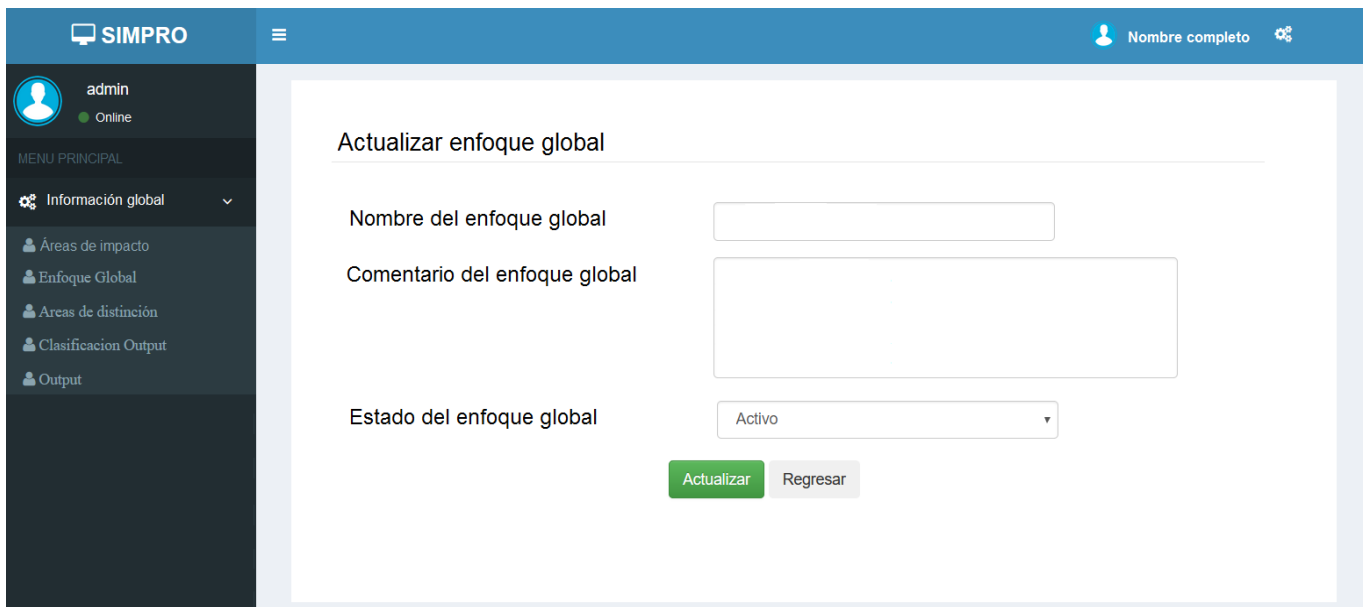 SIMPRO
Nombre completo
admin
Online
MENU PRINCIPAL
Información global
Áreas de impacto
Enfoque Global
Areas de distinción
Clasificacion Output
Output
Actualizar enfoque global
Nombre del enfoque global
Comentario del enfoque global
Estado del enfoque global
Activo
Actualizar
Regresar